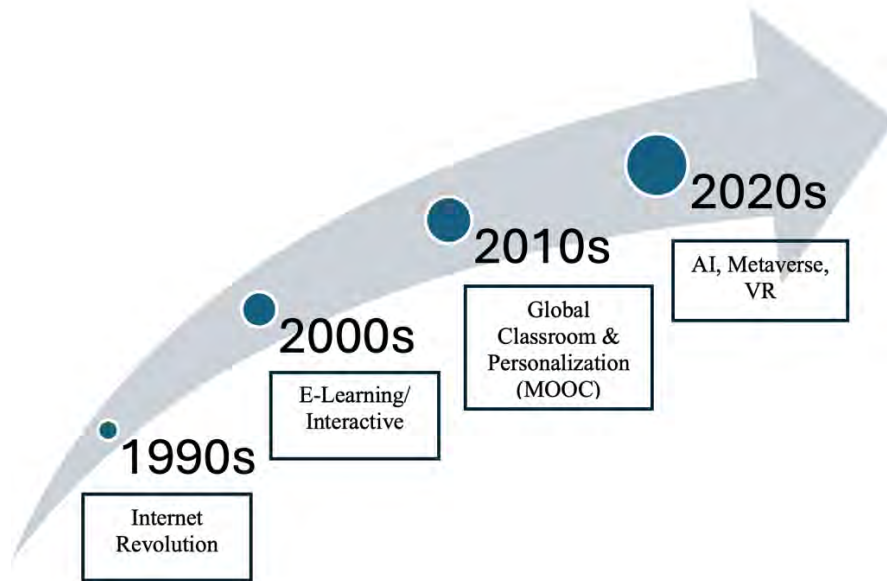 1990s
Internet
Revolution
2000s
E-Learning/
Interactive
2010s
Global
Classroom &
Personalization
(MOOC)
2020s
AI, Metaverse,
VR